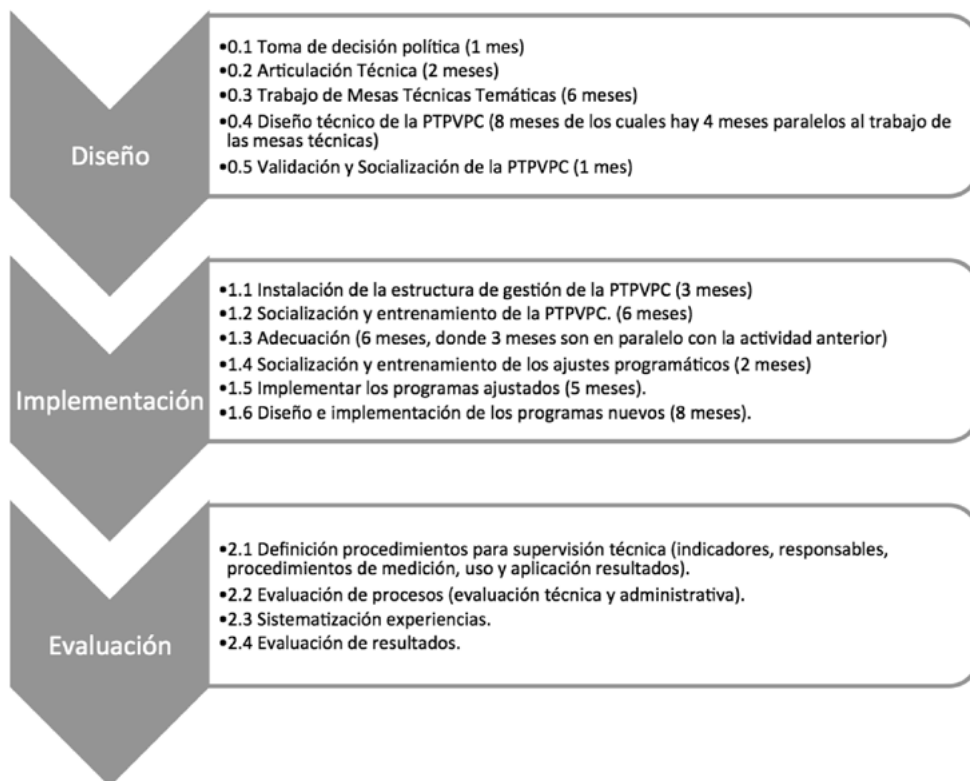 Diseño
•0.1 Toma de decisión política (1 mes)
•0.2 Articulación Técnica (2 meses)
•0.3 Trabajo de Mesas Técnicas Temáticas (6 meses)
•0.4 Diseño técnico de la PTPVPC (8 meses de los cuales hay 4 meses paralelos al trabajo de
las mesas técnicas)
•0.5 Validación y Socialización de la PTPVPC (1 mes)
Implementación
•1.1 Instalación de la estructura de gestión de la PTPVPC (3 meses)
•1.2 Socialización y entrenamiento de la PTPVPC. (6 meses)
•1.3 Adecuación (6 meses, donde 3 meses son en paralelo con la actividad anterior)
•1.4 Socialización y entrenamiento de los ajustes programáticos (2 meses)
•1.5 Implementar los programas ajustados (5 meses).
•1.6 Diseño e implementación de los programas nuevos (8 meses).
Evaluación
•2.1 Definición procedimientos para supervisión técnica (indicadores, responsables,
procedimientos de medición, uso y aplicación resultados).
•2.2 Evaluación de procesos (evaluación técnica y administrativa).
•2.3 Sistematización experiencias.
•2.4 Evaluación de resultados.